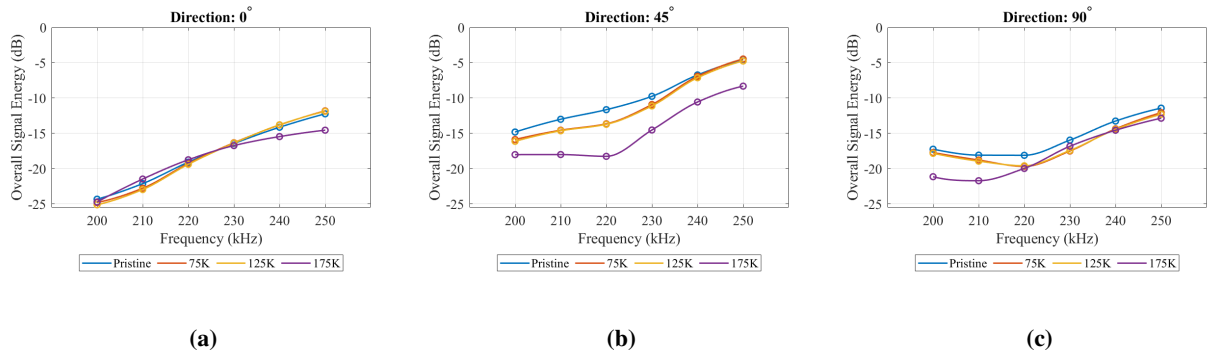 Direction: 0°
Overall Signal Energy (dB)
0
-5
-10
-15
-20
-25
200 210 220 230 240 250
Frequency (kHz)
Pristine 75K 125K 175K
(a)
Direction: 45°
Overall Signal Energy (dB)
0
-5
-10
-15
-20
-25
200 210 220 230 240 250
Frequency (kHz)
Pristine 75K 125K 175K
(b)
Direction: 90°
Overall Signal Energy (dB)
0
-5
-10
-15
-20
-25
200 210 220 230 240 250
Frequency (kHz)
Pristine 75K 125K 175K
(c)